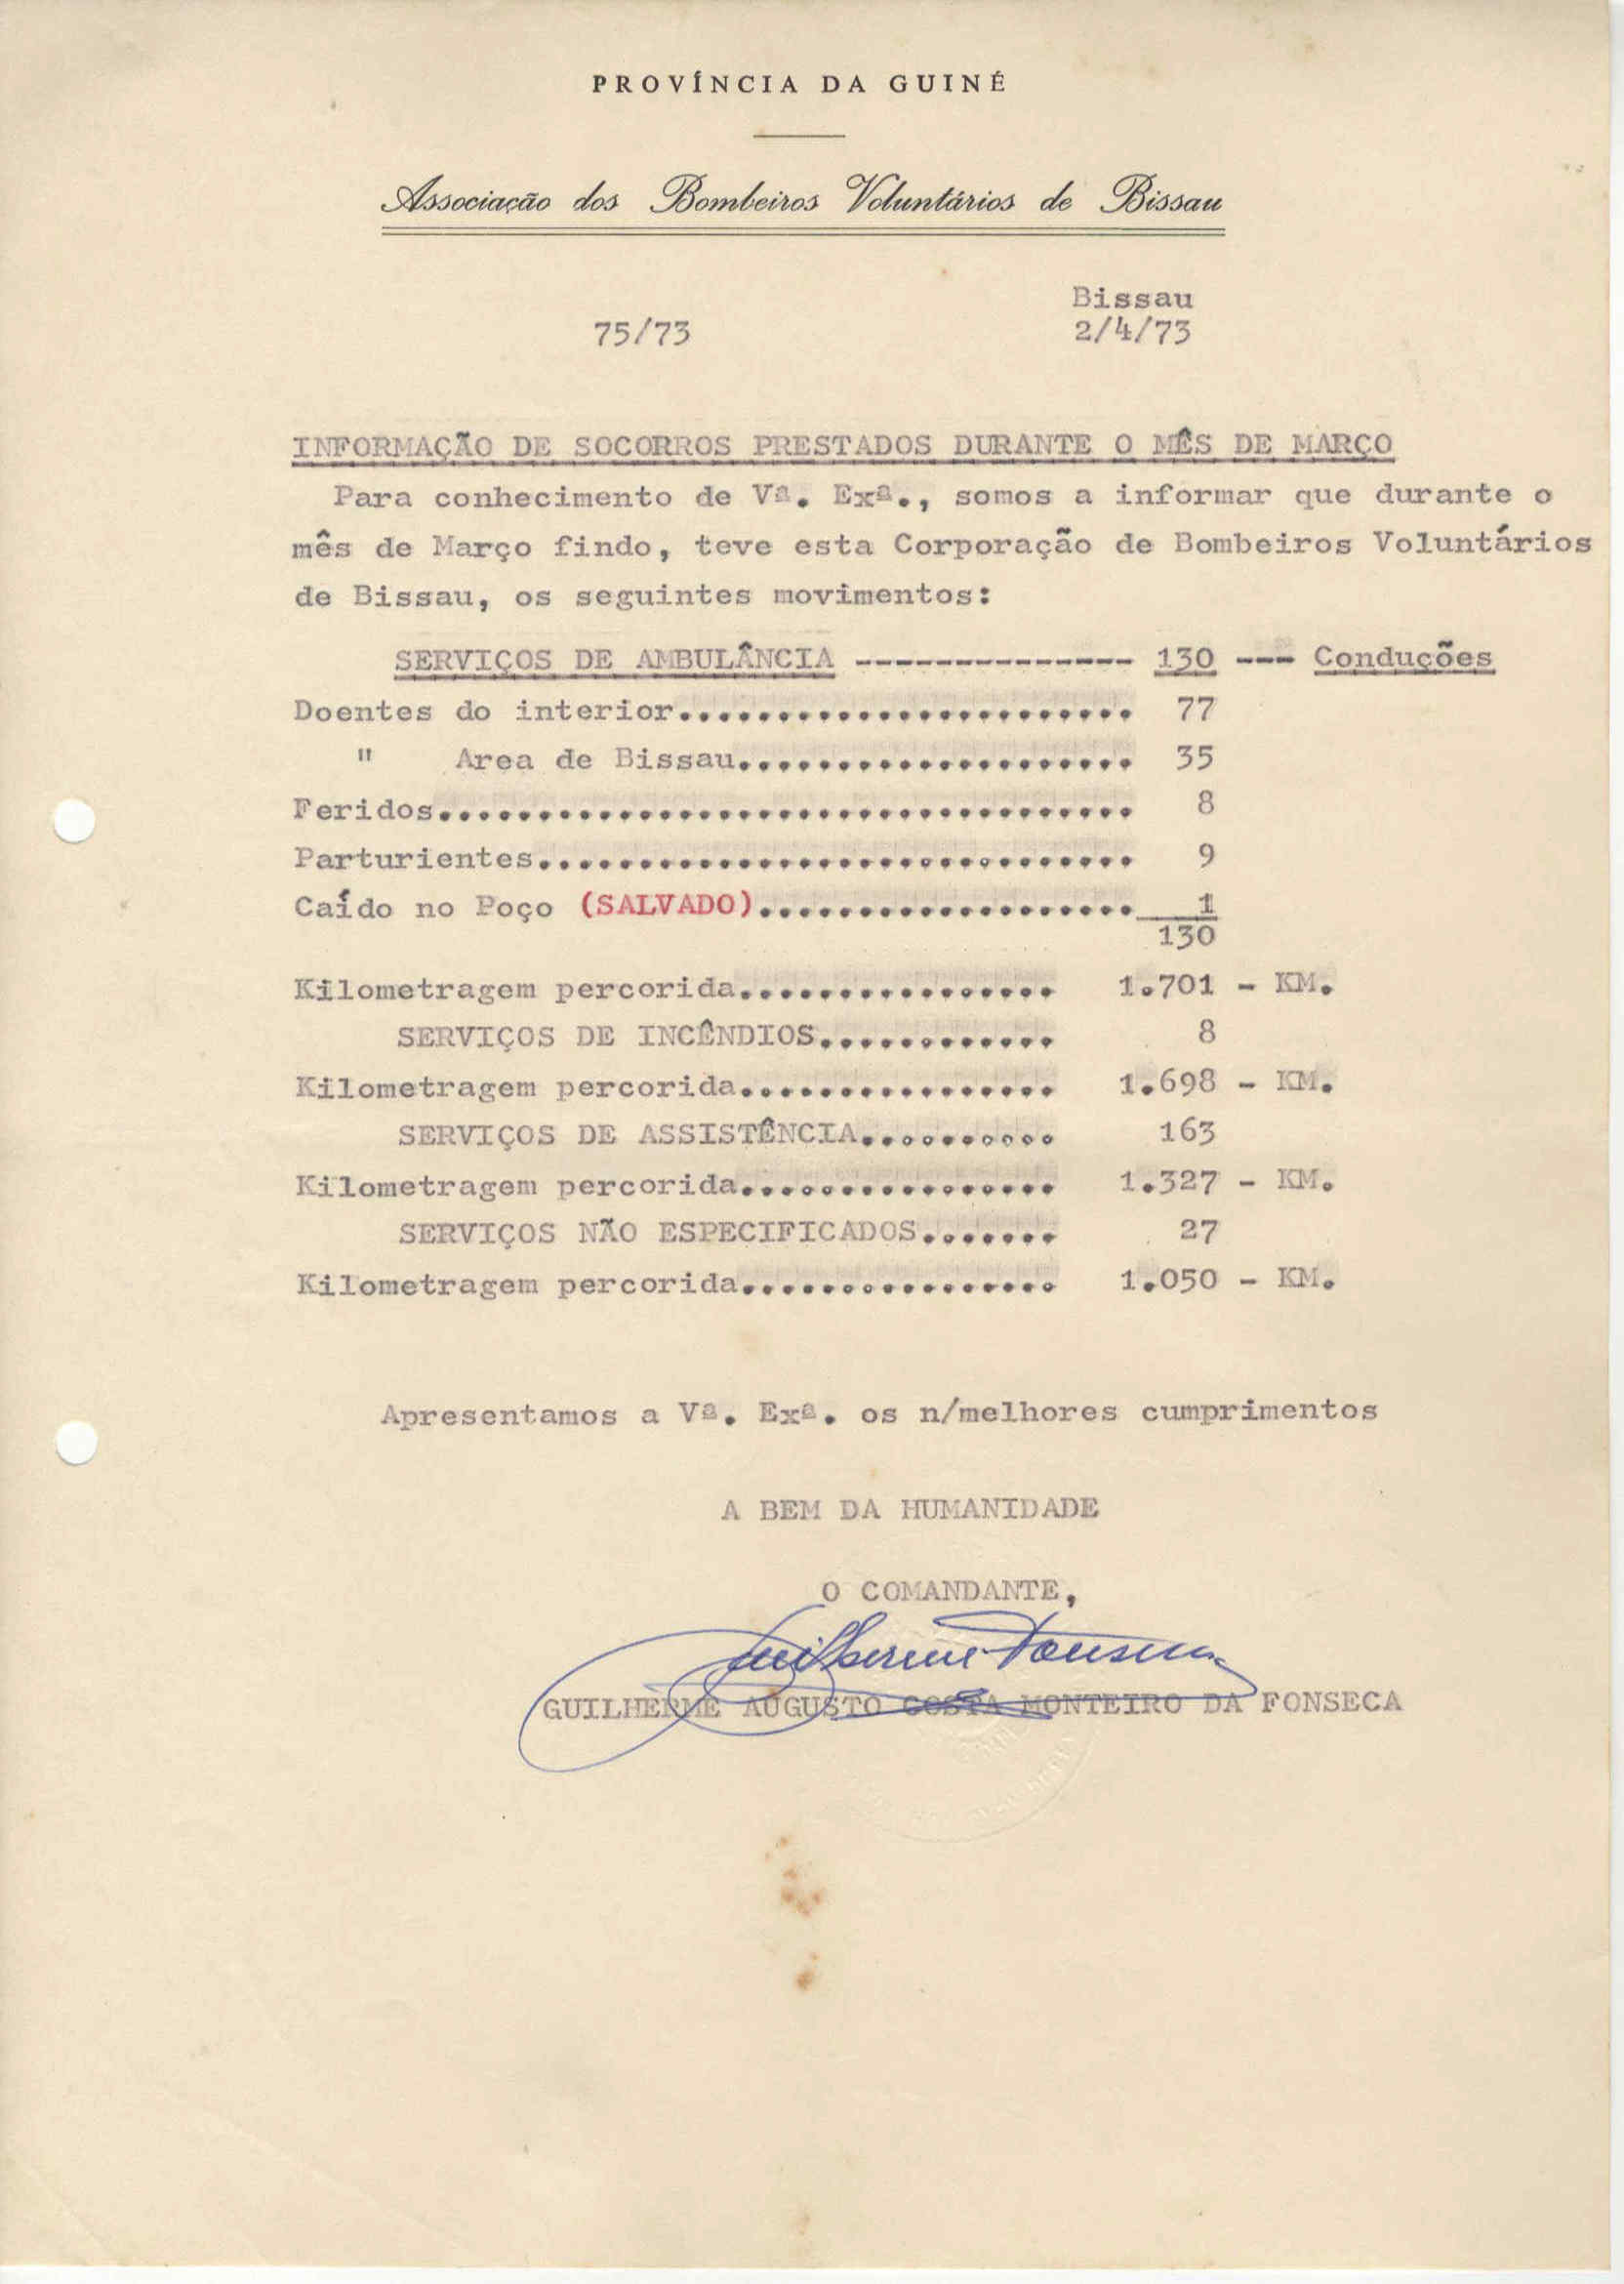 PROVÍNCIA DA GUINÉ
Associação dos Bombeiros Voluntários de Bissau
Bissau
75/73 2/4/73
INFORMAÇÃO DE SOCORROS PRESTADOS DURANTE O MÊS DE MARÇO
Para conhecimento de Vª. Exª., somos a informar que durante o
mês de Março findo, teve esta Corporação de Bombeiros Voluntários
de Bissau, os seguintes movimentos:
SERVIÇOS DE AMBULÂNCIA -------------- 130 --- Conduções
Doentes do interior....................... 77
" Area de Bissau.................... 35
Feridos................................... 8
Parturientes.............................. 9
Caído no Poço (SALVADO)................... 1
130
Kilometragem percorida................ 1.701 - KM.
SERVIÇOS DE INCÊNDIOS............ 8
Kilometragem percorida................ 1.698 - KM.
SERVIÇOS DE ASSISTÊNCIA.......... 163
Kilometragem percorida................ 1.327 - KM.
SERVIÇOS NÃO ESPECIFICADOS....... 27
Kilometragem percorida................ 1.050 - KM.
Apresentamos a Vª. Exª. os n/melhores cumprimentos
A BEM DA HUMANIDADE
O COMANDANTE,
Guilherme Fonseca
GUILHERME AUGUSTO COSTA MONTEIRO DA FONSECA